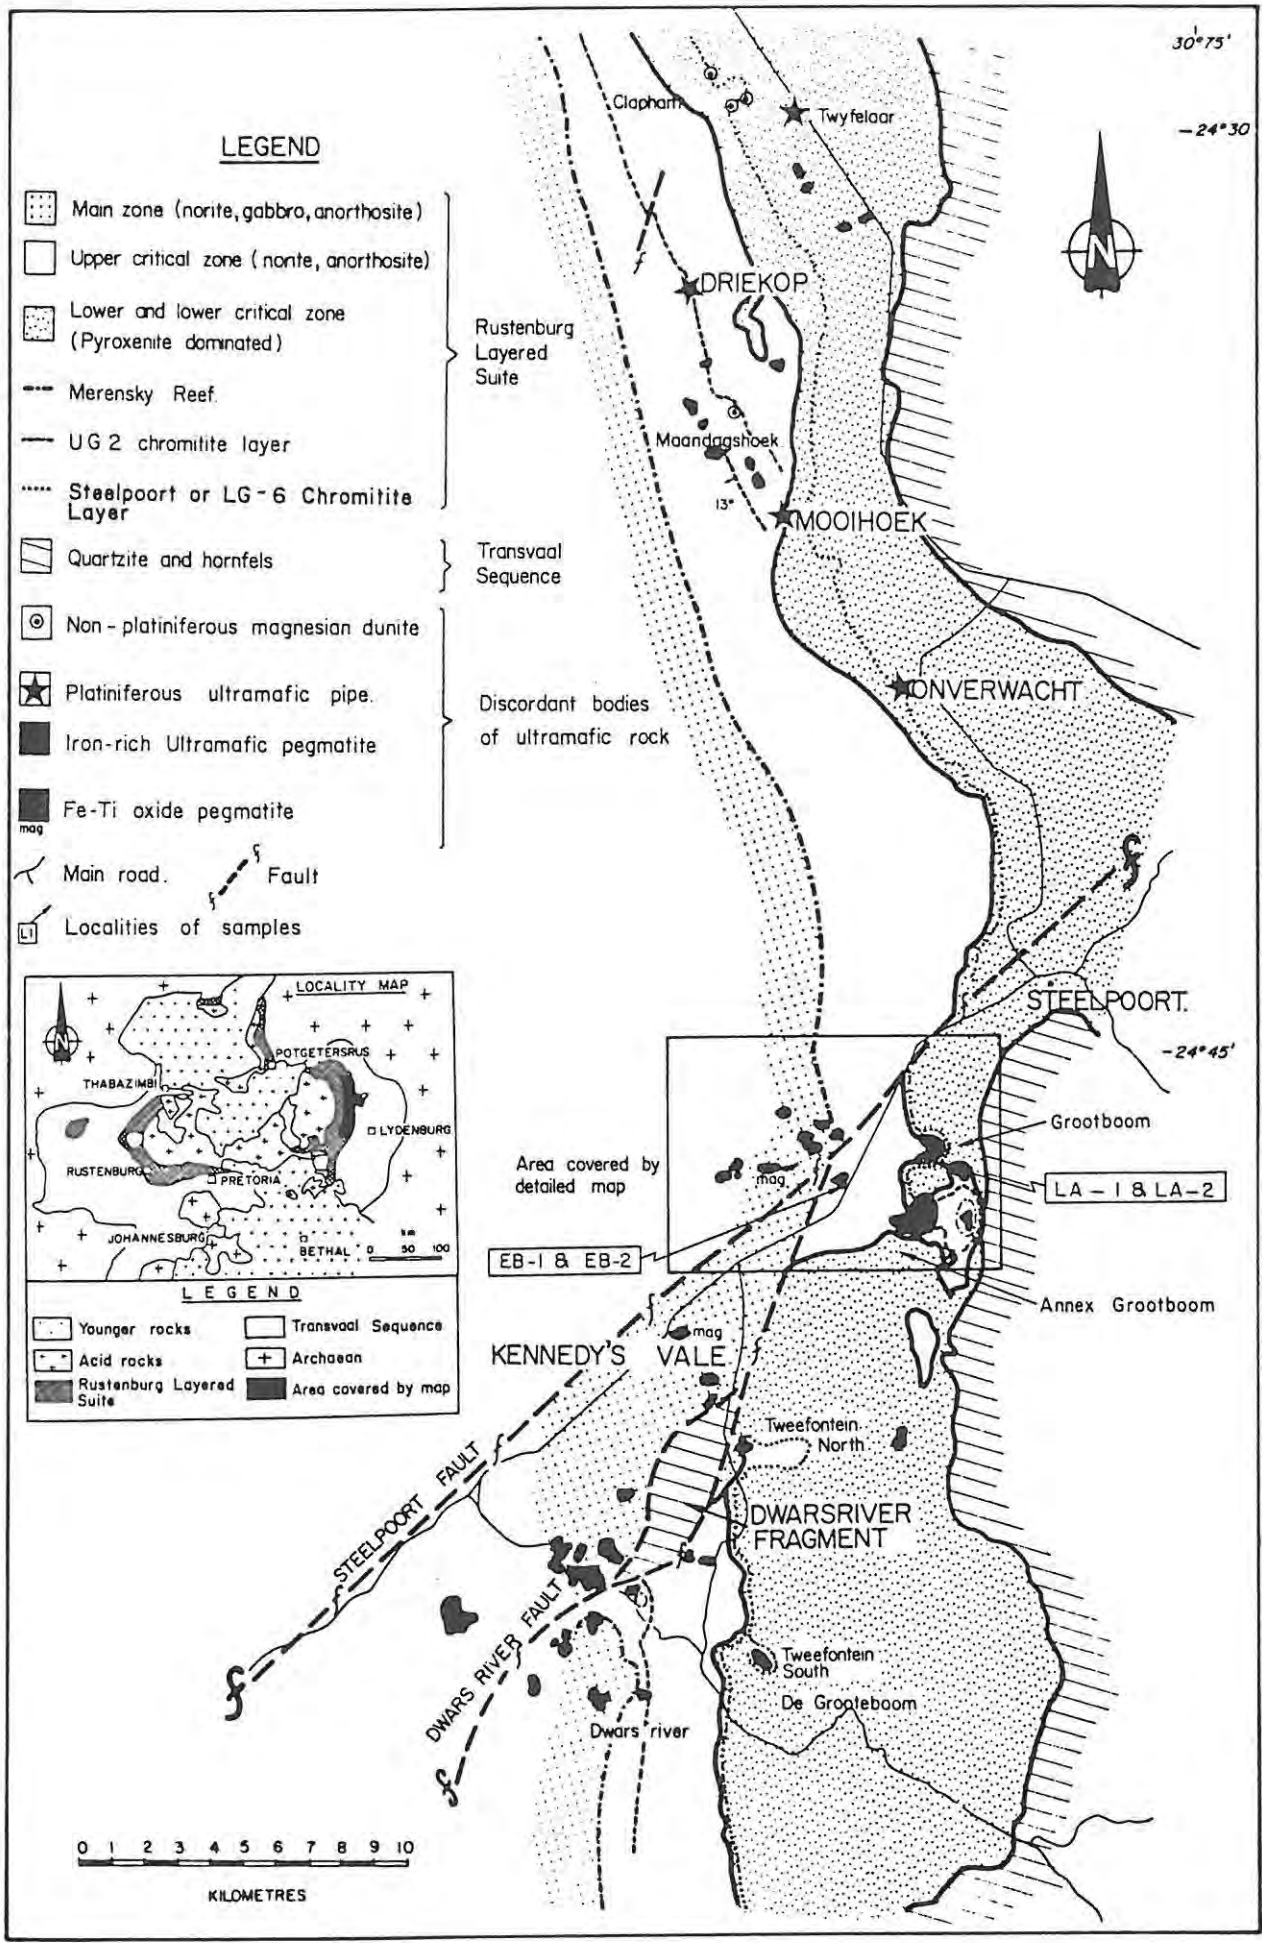 30°75'
Clapham
Twyfelaar
-24°30
LEGEND
Main zone (norite, gabbro, anorthosite)
Upper critical zone (norite, anorthosite)
DRIEKOP
Lower and lower critical zone
(Pyroxenite dominated)
Rustenburg
Layered
Suite
Merensky Reef.
Maandagshoek
UG2 chromitite layer
Steelpoort or LG-6 Chromitite
Layer
13°
MOOIHOEK
Quartzite and hornfels
Transvaal
Sequence
Non-platiniferous magnesian dunite
Platiniferous ultramafic pipe.
ONVERWACHT
Discordant bodies
of ultramafic rock
Iron-rich Ultramafic pegmatite
Fe-Ti oxide pegmatite
mag
Main road.
Fault
L1
Localities of samples
LOCALITY MAP
N
POTGETERSRUS
THABAZIMBI
LYDENBURG
RUSTENBURG
PRETORIA
JOHANNESBURG
BETHAL
km
0 50 100
LEGEND
Younger rocks
Transvaal Sequence
Acid rocks
Archaean
Rustenburg Layered
Suite
Area covered by map
N
STEELPOORT.
-24°45'
Grootboom
Area covered by
detailed map
mag
LA-1 & LA-2
EB-1 & EB-2
Annex Grootboom
mag
KENNEDY'S VALE
Tweefontein
North
STEELPOORT FAULT
DWARSRIVER
FRAGMENT
DWARS RIVER FAULT
Tweefontein
South
De Grooteboom
Dwars river
0 1 2 3 4 5 6 7 8 9 10
KILOMETRES